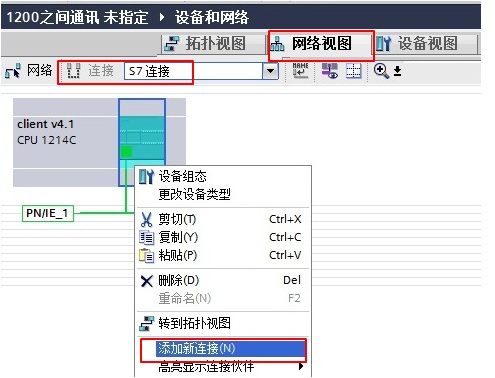 1200之间通讯 未指定 ▸ 设备和网络
拓扑视图 网络视图 设备视图
网络 连接 S7 连接
client v4.1
CPU 1214C
PN/IE_1
设备组态
更改设备类型
剪切(T) Ctrl+X
复制(Y) Ctrl+C
粘贴(P) Ctrl+V
删除(D) Del
重命名(N) F2
转到拓扑视图
添加新连接(N)
高亮显示连接伙伴